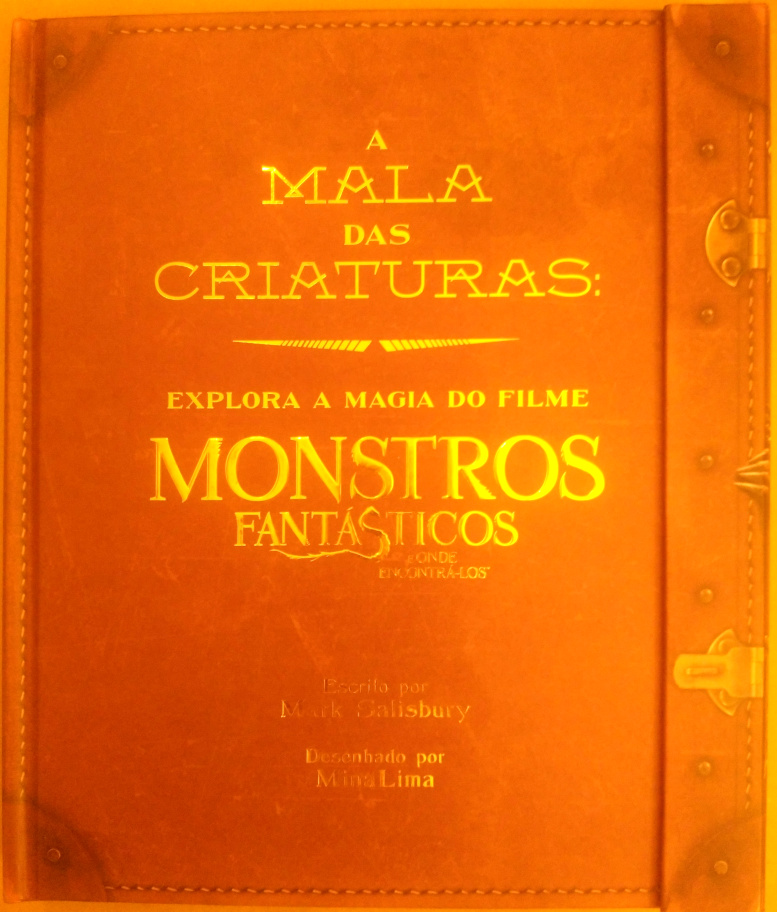 A
MALA
DAS
CRIATURAS:
EXPLORA A MAGIA DO FILME
MONSTROS
FANTÁSTICOS
E ONDE
ENCONTRÁ-LOS"
Escrito por
Mark Salisbury
Desenhado por
MinaLima